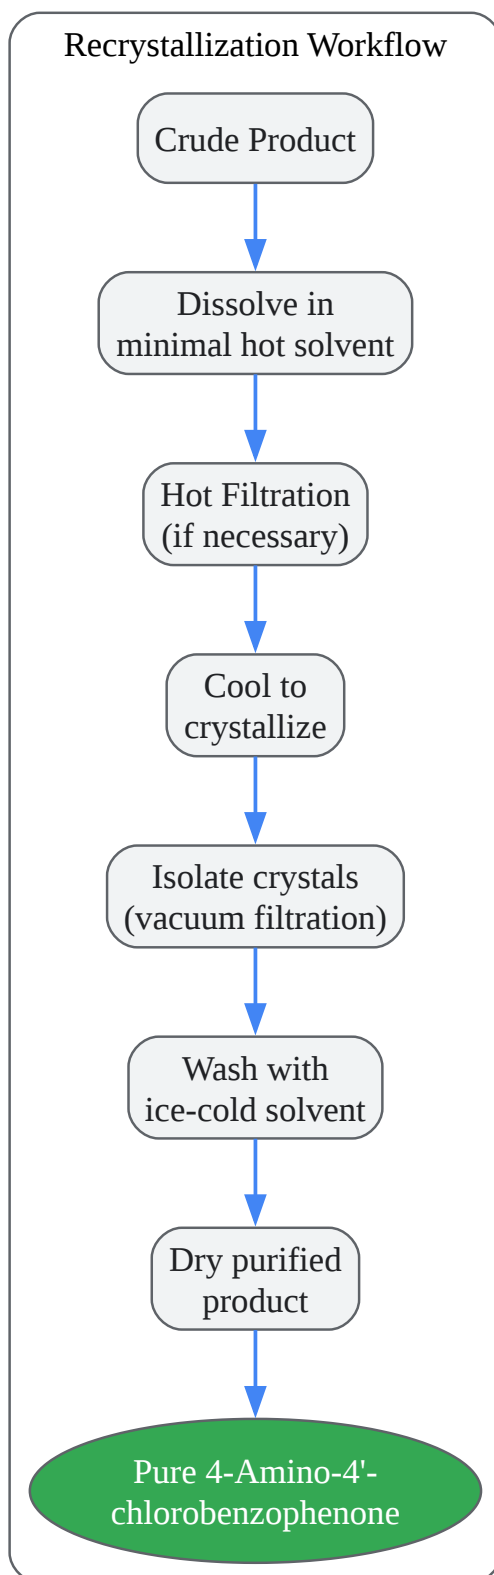 Recrystallization Workflow
Crude Product
Dissolve in
minimal hot solvent
Hot Filtration
(if necessary)
Cool to
crystallize
Isolate crystals
(vacuum filtration)
Wash with
ice-cold solvent
Dry purified
product
Pure 4-Amino-4'-
chlorobenzophenone